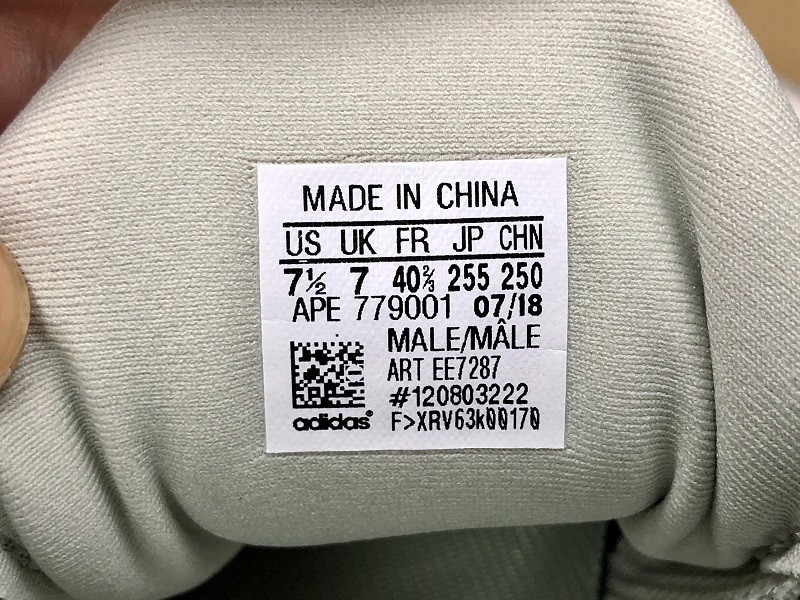 MADE IN CHINA
US UK FR JP CHN
7½ 7 40⅔ 255 250
APE 779001 07/18
MALE/MÂLE
ART EE7287
#120803222
adidas® F>XRV63k00170